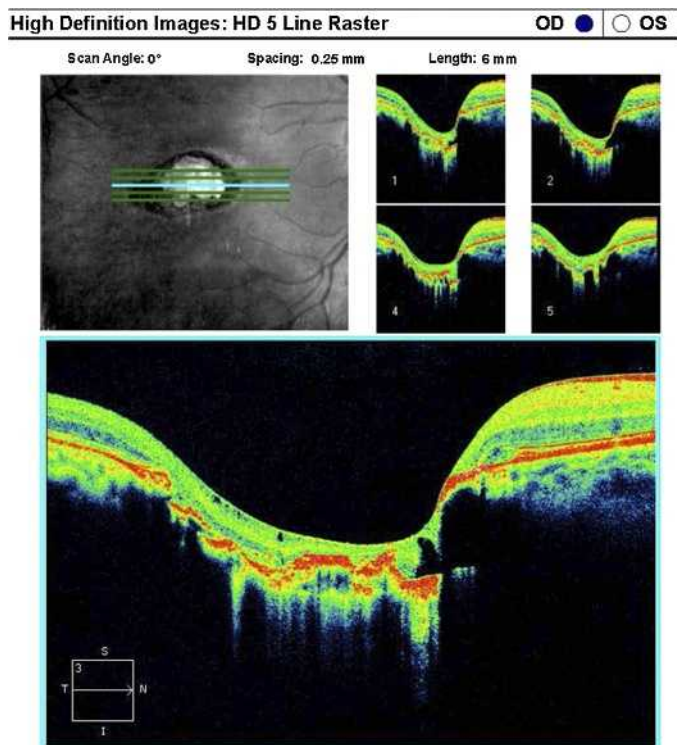 High Definition Images: HD 5 Line Raster OD OS
Scan Angle: 0° Spacing: 0.25 mm Length: 6 mm
1 2
4 5
3
S
T N
I